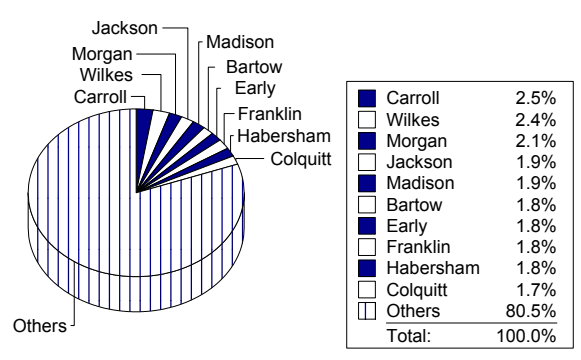 Jackson
Madison
Morgan
Bartow
Wilkes
Early
Carroll
Franklin
Habersham
Colquitt
Others
Carroll 2.5%
Wilkes 2.4%
Morgan 2.1%
Jackson 1.9%
Madison 1.9%
Bartow 1.8%
Early 1.8%
Franklin 1.8%
Habersham 1.8%
Colquitt 1.7%
Others 80.5%
Total: 100.0%